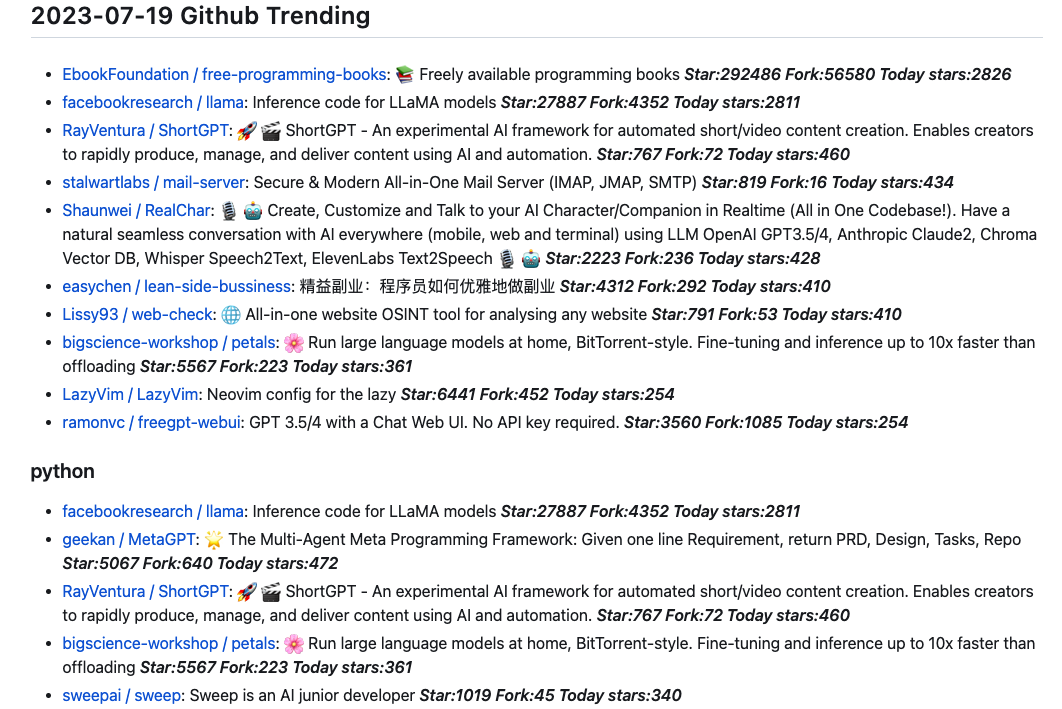 2023-07-19 Github Trending
• EbookFoundation / free-programming-books: 📚 Freely available programming books Star:292486 Fork:56580 Today stars:2826
• facebookresearch / llama: Inference code for LLaMA models Star:27887 Fork:4352 Today stars:2811
• RayVentura / ShortGPT: 🚀🎬 ShortGPT - An experimental AI framework for automated short/video content creation. Enables creators
to rapidly produce, manage, and deliver content using AI and automation. Star:767 Fork:72 Today stars:460
• stalwartlabs / mail-server: Secure & Modern All-in-One Mail Server (IMAP, JMAP, SMTP) Star:819 Fork:16 Today stars:434
• Shaunwei / RealChar: 🎙️🤖 Create, Customize and Talk to your AI Character/Companion in Realtime (All in One Codebase!). Have a
natural seamless conversation with AI everywhere (mobile, web and terminal) using LLM OpenAI GPT3.5/4, Anthropic Claude2, Chroma
Vector DB, Whisper Speech2Text, ElevenLabs Text2Speech 🎙️🤖 Star:2223 Fork:236 Today stars:428
• easychen / lean-side-bussiness: 精益副业：程序员如何优雅地做副业 Star:4312 Fork:292 Today stars:410
• Lissy93 / web-check: 🌐 All-in-one website OSINT tool for analysing any website Star:791 Fork:53 Today stars:410
• bigscience-workshop / petals: 🌸 Run large language models at home, BitTorrent-style. Fine-tuning and inference up to 10x faster than
offloading Star:5567 Fork:223 Today stars:361
• LazyVim / LazyVim: Neovim config for the lazy Star:6441 Fork:452 Today stars:254
• ramonvc / freegpt-webui: GPT 3.5/4 with a Chat Web UI. No API key required. Star:3560 Fork:1085 Today stars:254
python
• facebookresearch / llama: Inference code for LLaMA models Star:27887 Fork:4352 Today stars:2811
• geekan / MetaGPT: 🌟 The Multi-Agent Meta Programming Framework: Given one line Requirement, return PRD, Design, Tasks, Repo
Star:5067 Fork:640 Today stars:472
• RayVentura / ShortGPT: 🚀🎬 ShortGPT - An experimental AI framework for automated short/video content creation. Enables creators
to rapidly produce, manage, and deliver content using AI and automation. Star:767 Fork:72 Today stars:460
• bigscience-workshop / petals: 🌸 Run large language models at home, BitTorrent-style. Fine-tuning and inference up to 10x faster than
offloading Star:5567 Fork:223 Today stars:361
• sweepai / sweep: Sweep is an AI junior developer Star:1019 Fork:45 Today stars:340